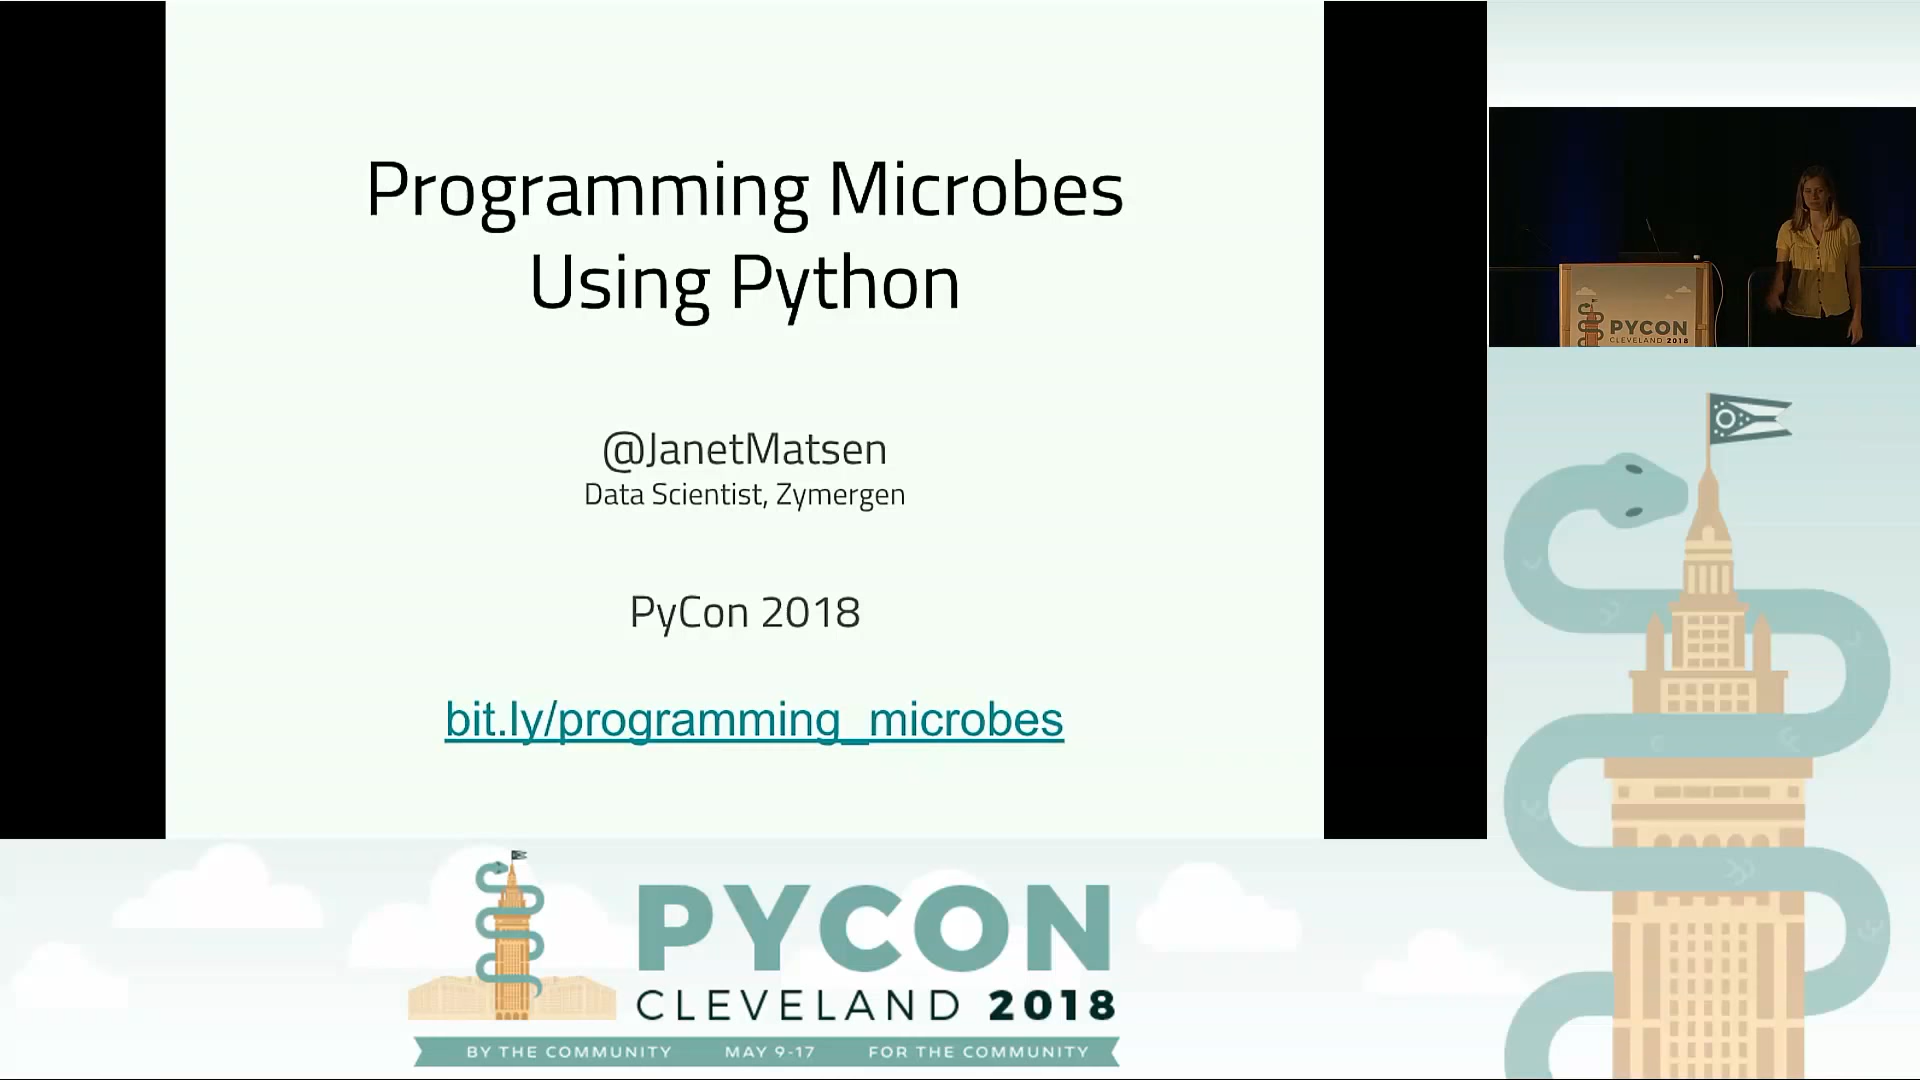 Programming Microbes
Using Python
@JanetMatsen
Data Scientist, Zymergen
PyCon 2018
bit.ly/programming_microbes
PYCON
CLEVELAND 2018
PYCON
CLEVELAND 2018
BY THE COMMUNITY MAY 9-17 FOR THE COMMUNITY